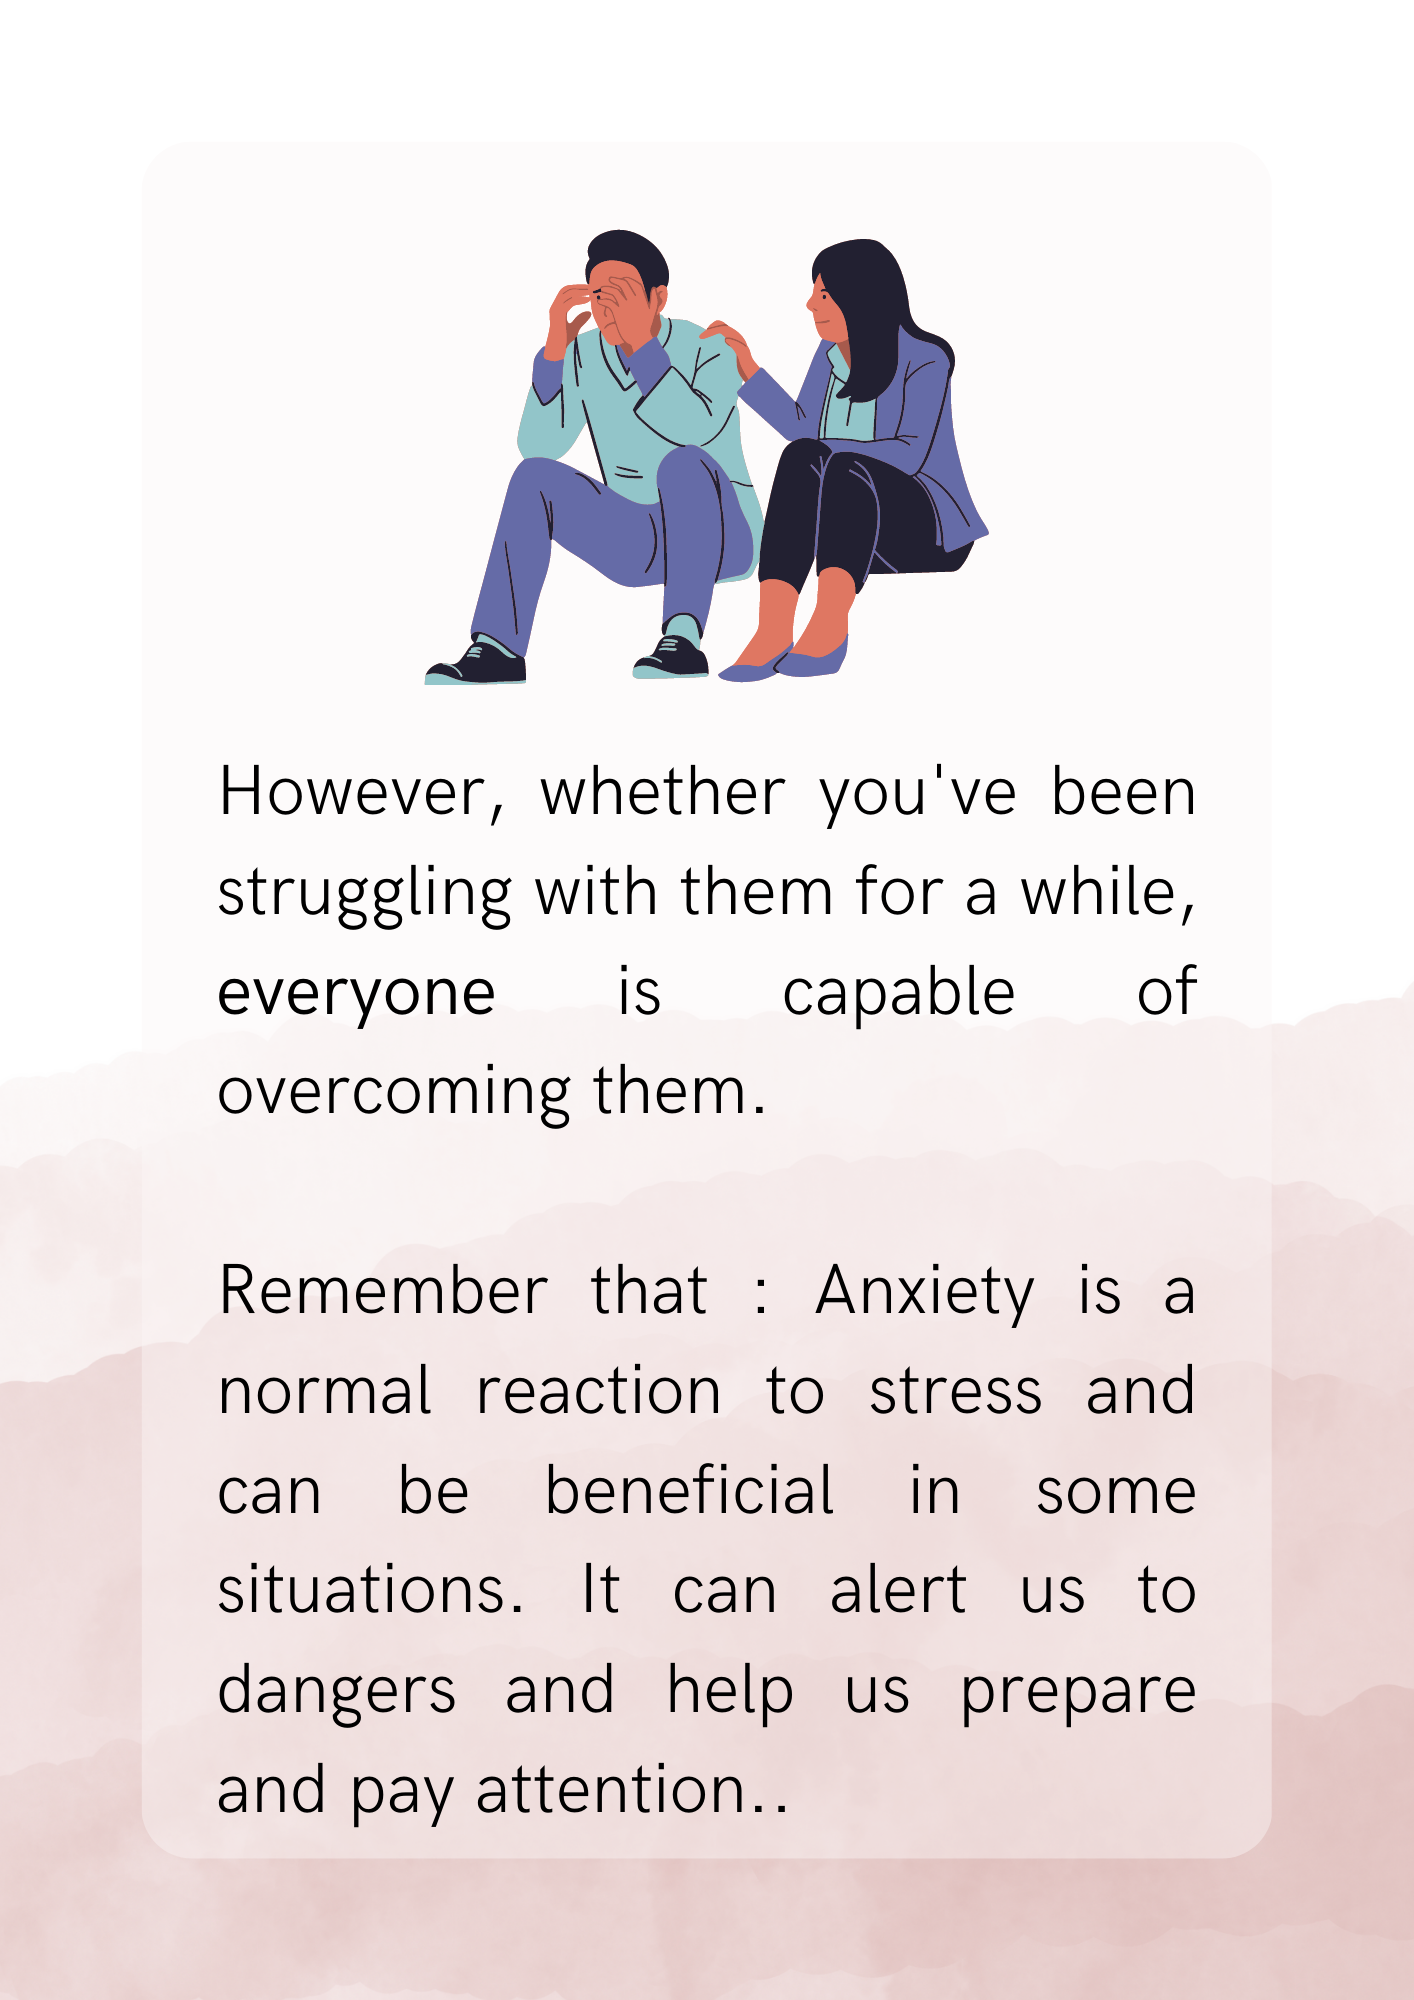 However, whether you've been
struggling with them for a while,
everyone is capable of
overcoming them.
Remember that : Anxiety is a
normal reaction to stress and
can be beneficial in some
situations. It can alert us to
dangers and help us prepare
and pay attention..